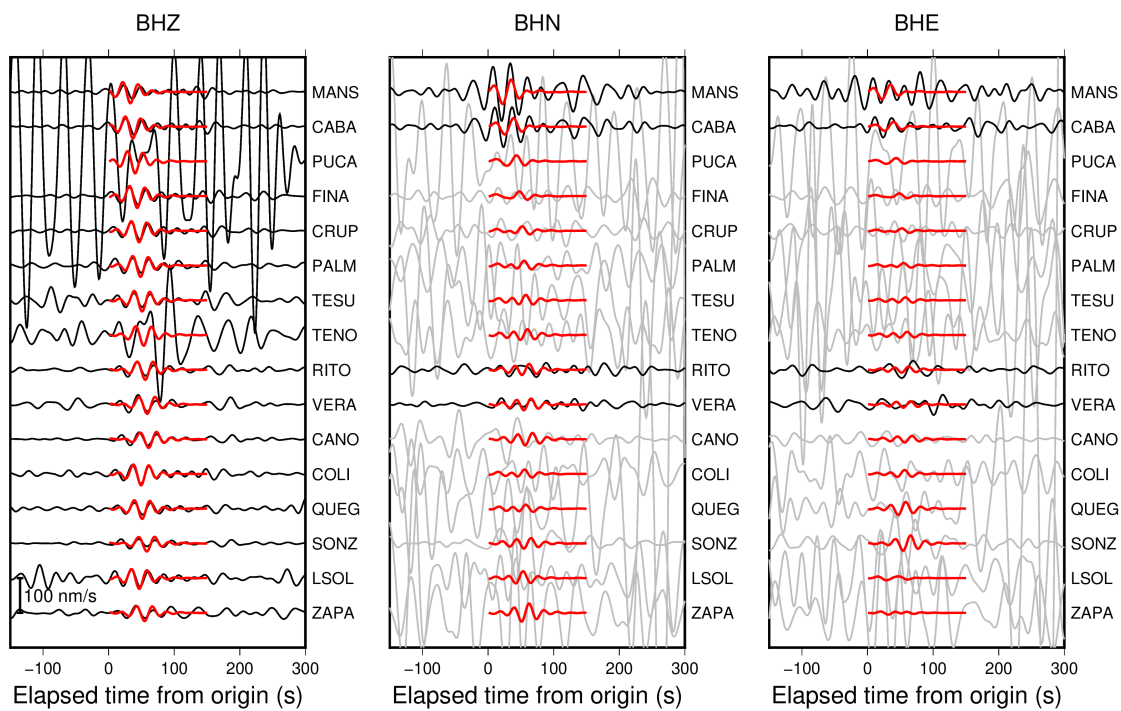 BHZ BHN BHE
MANS MANS MANS
CABA CABA CABA
PUCA PUCA PUCA
FINA FINA FINA
CRUP CRUP CRUP
PALM PALM PALM
TESU TESU TESU
TENO TENO TENO
RITO RITO RITO
VERA VERA VERA
CANO CANO CANO
COLI COLI COLI
QUEG QUEG QUEG
SONZ SONZ SONZ
LSOL LSOL LSOL
100 nm/s
ZAPA ZAPA ZAPA
−100 0 100 200 300 −100 0 100 200 300 −100 0 100 200 300
Elapsed time from origin (s) Elapsed time from origin (s) Elapsed time from origin (s)